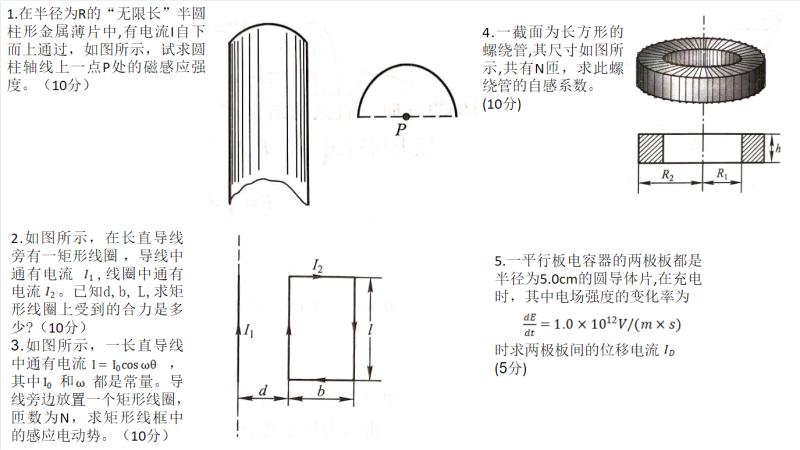 1.在半径为R的“无限长”半圆
柱形金属薄片中,有电流I自下
而上通过，如图所示，试求圆
柱轴线上一点P处的磁感应强
度。（10分）
P
2.如图所示，在长直导线
旁有一矩形线圈 ，导线中
通有电流 I₁ ,线圈中通有
电流 I₂ 。已知d, b, L,求矩
形线圈上受到的合力是多
少?（10分）
3.如图所示，一长直导线
中通有电流 I = I₀cos ωθ ，
其中 I₀ 和 ω 都是常量。导
线旁边放置一个矩形线圈，
匝数为N，求矩形线框中
的感应电动势。（10分）
I₂
I₁
l
d
b
4.一截面为长方形的
螺绕管,其尺寸如图所
示,共有N匝，求此螺
绕管的自感系数。
(10分)
h
R₂
R₁
5.一平行板电容器的两极板都是
半径为5.0cm的圆导体片,在充电
时，其中电场强度的变化率为
dE/dt = 1.0 × 10¹²V/(m × s)
时求两极板间的位移电流 I_D
(5分)